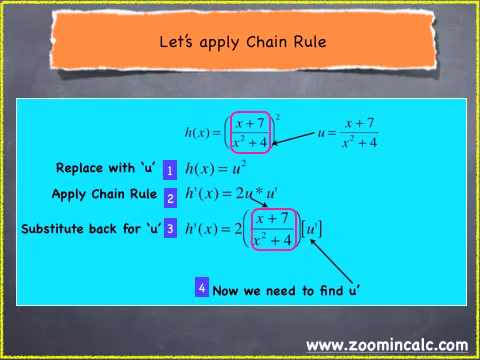 Let's apply Chain Rule
h(x) = ((x + 7)/(x² + 4))² u = (x + 7)/(x² + 4)
Replace with 'u' 1 h(x) = u²
Apply Chain Rule 2 h'(x) = 2u * u'
Substitute back for 'u' 3 h'(x) = 2((x + 7)/(x² + 4))[u']
4 Now we need to find u'
www.zoomincalc.com